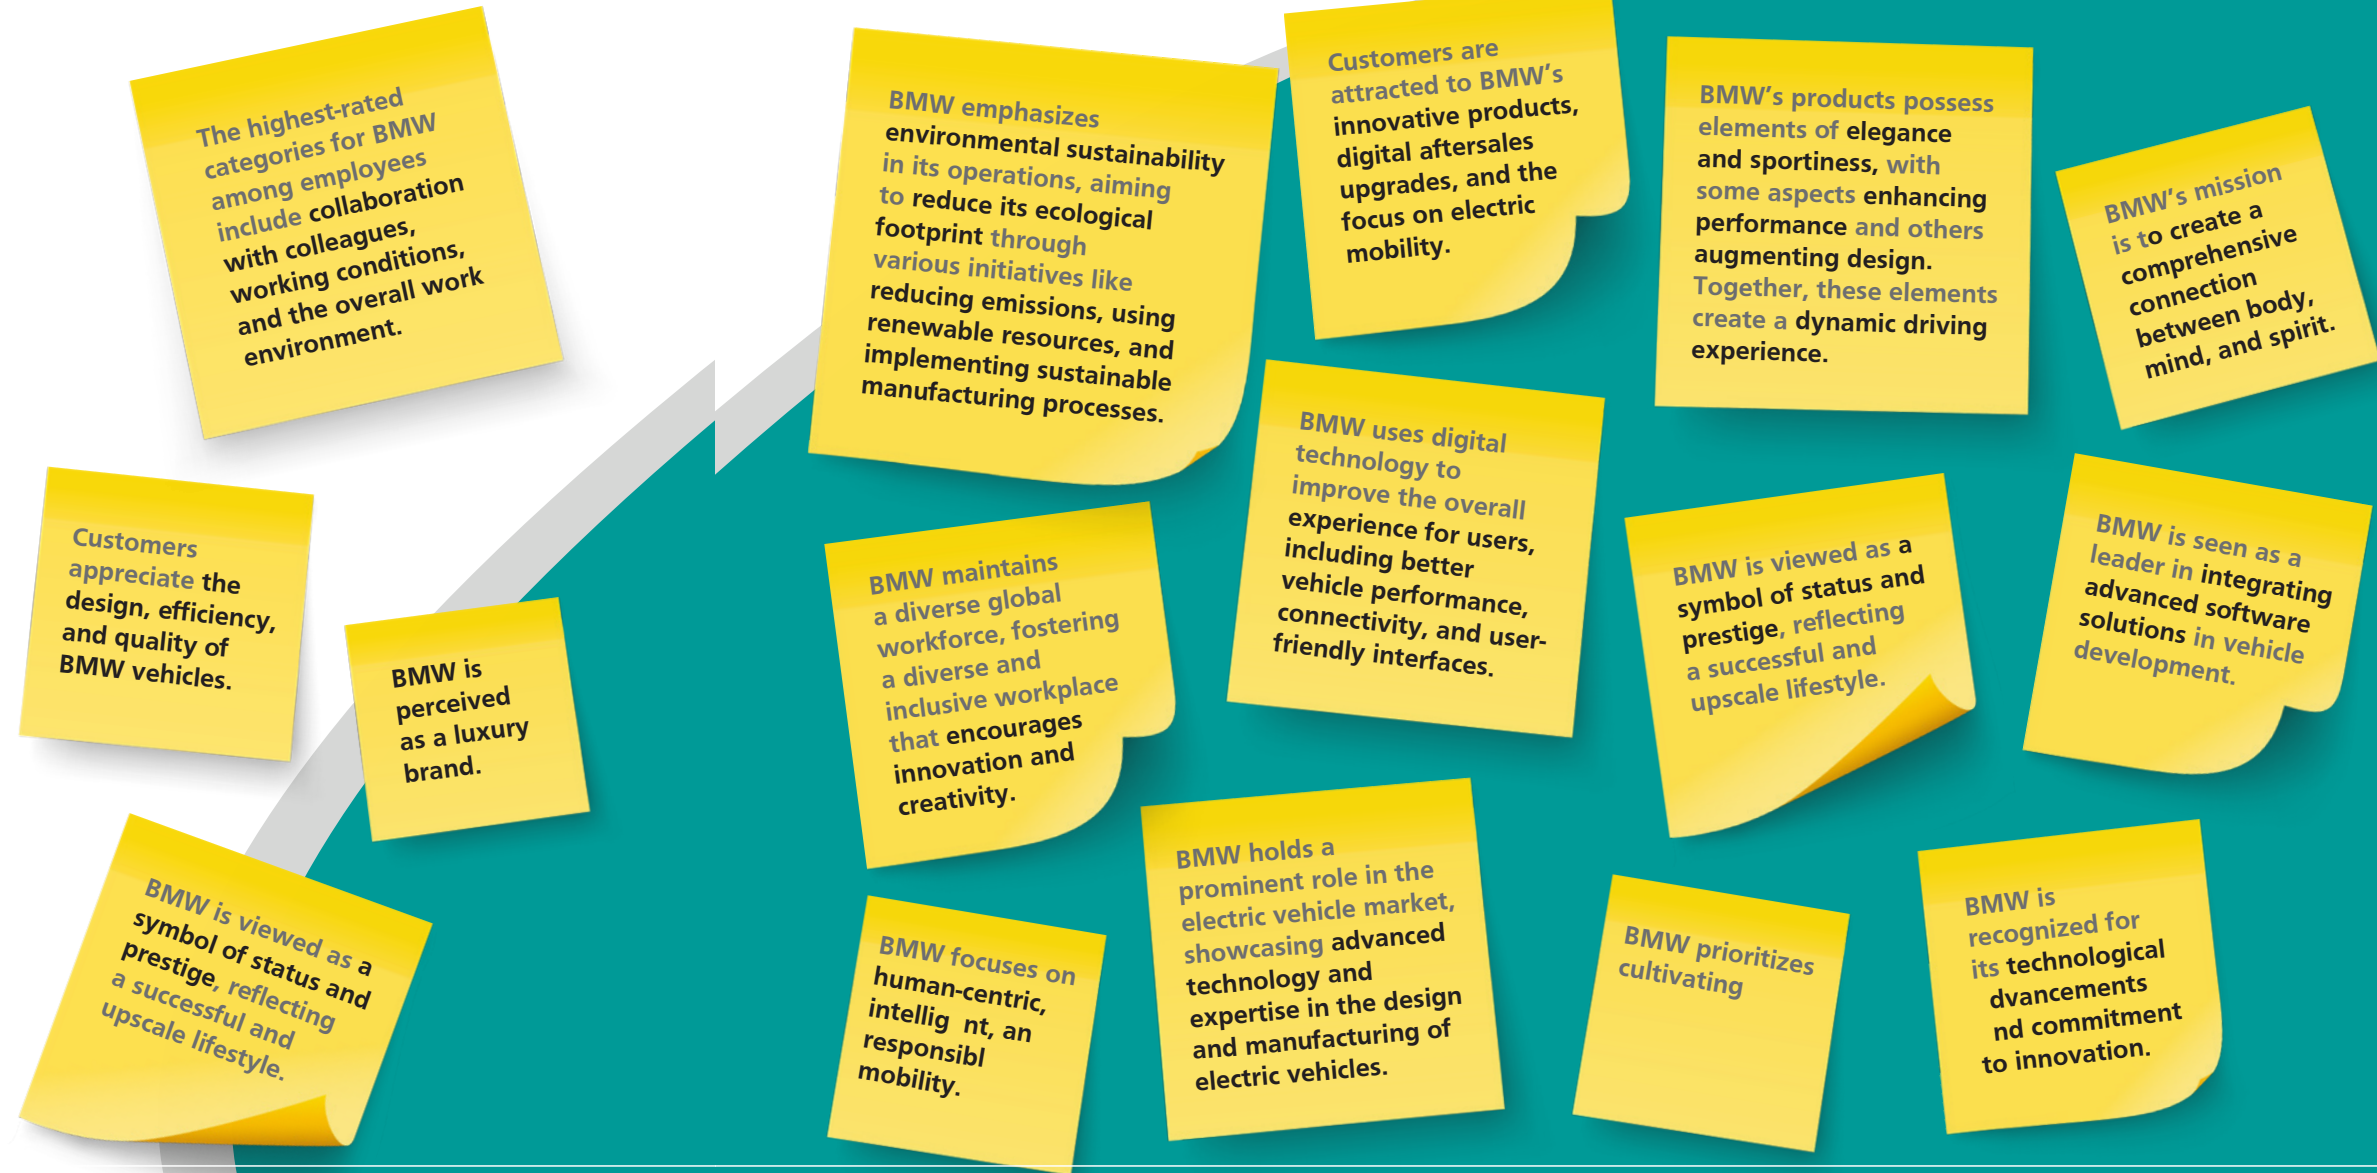 The highest-rated
categories for BMW
among employees
include collaboration
with colleagues,
working conditions,
and the overall work
environment.
Customers
appreciate the
design, efficiency,
and quality of
BMW vehicles.
BMW is
perceived
as a luxury
brand.
BMW is viewed as a
symbol of status and
prestige, reflecting
a successful and
upscale lifestyle.
BMW emphasizes
environmental sustainability
in its operations, aiming
to reduce its ecological
footprint through
various initiatives like
reducing emissions, using
renewable resources, and
implementing sustainable
manufacturing processes.
Customers are
attracted to BMW's
innovative products,
digital aftersales
upgrades, and the
focus on electric
mobility.
BMW's products possess
elements of elegance
and sportiness, with
some aspects enhancing
performance and others
augmenting design.
Together, these elements
create a dynamic driving
experience.
BMW's mission
is to create a
comprehensive
connection
between body,
mind, and spirit.
BMW maintains
a diverse global
workforce, fostering
a diverse and
inclusive workplace
that encourages
innovation and
creativity.
BMW uses digital
technology to
improve the overall
experience for users,
including better
vehicle performance,
connectivity, and user-
friendly interfaces.
BMW is viewed as a
symbol of status and
prestige, reflecting
a successful and
upscale lifestyle.
BMW is seen as a
leader in integrating
advanced software
solutions in vehicle
development.
BMW focuses on
human-centric,
intellig nt, an
responsibl
mobility.
BMW holds a
prominent role in the
electric vehicle market,
showcasing advanced
technology and
expertise in the design
and manufacturing of
electric vehicles.
BMW prioritizes
cultivating
BMW is
recognized for
its technological
dvancements
nd commitment
to innovation.